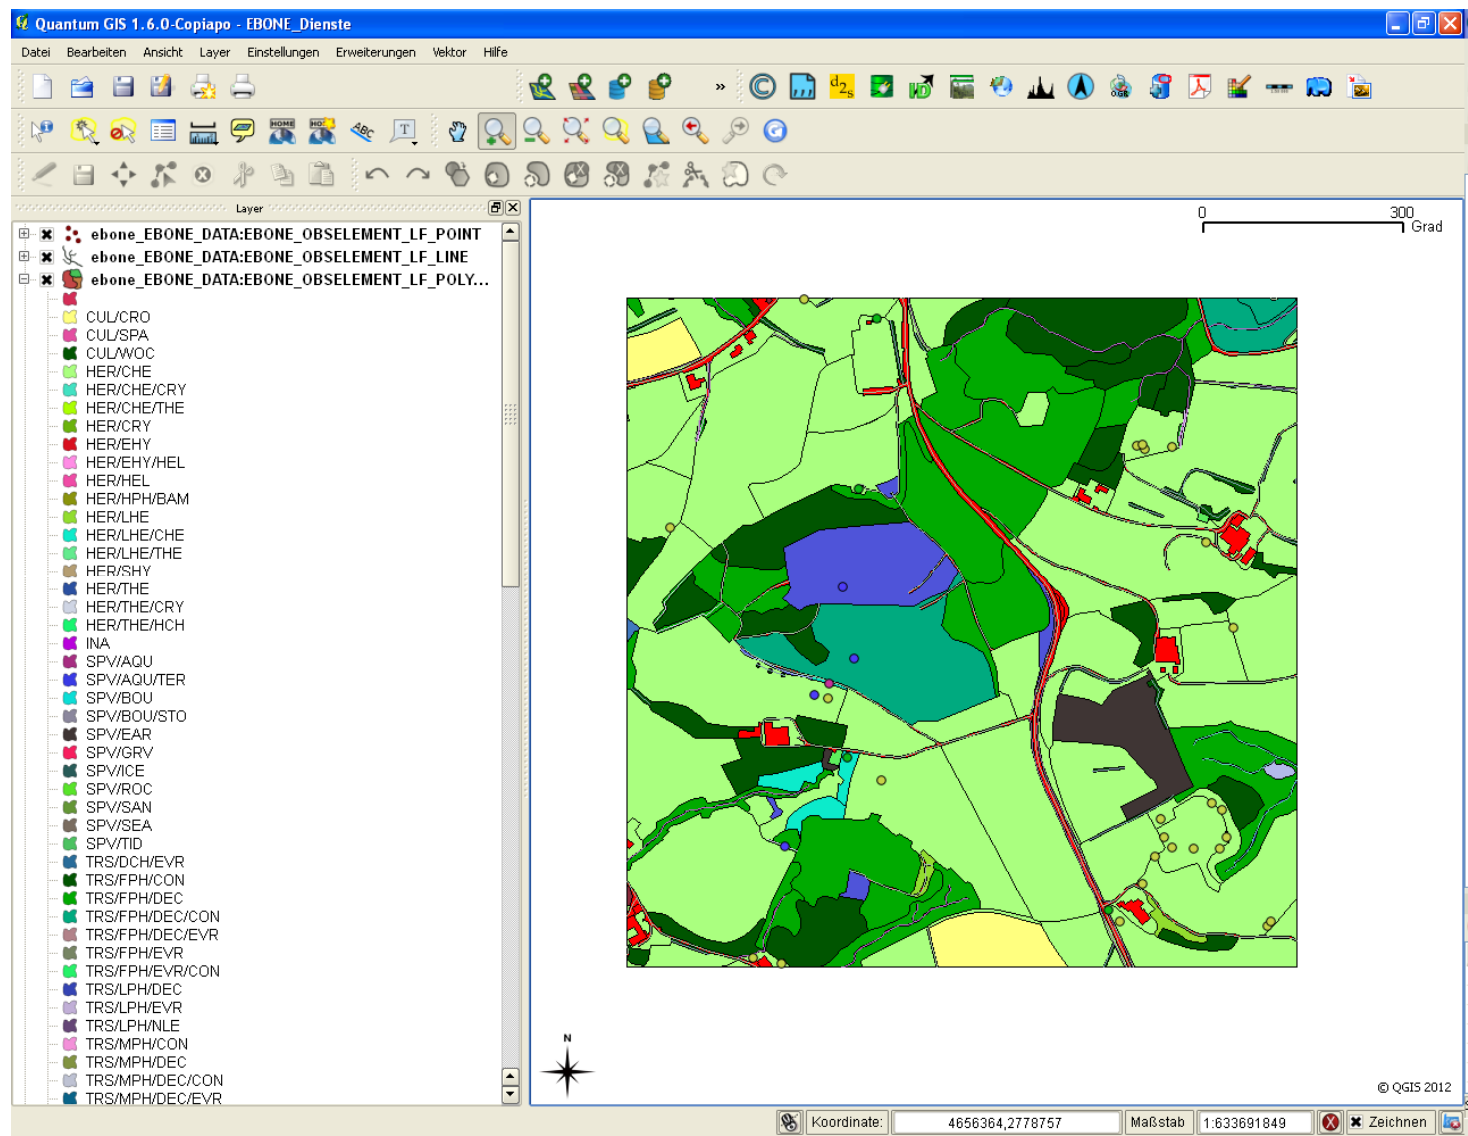 Quantum GIS 1.6.0-Copiapo - EBONE_Dienste
Datei Bearbeiten Ansicht Layer Einstellungen Erweiterungen Vektor Hilfe
Layer
ebone_EBONE_DATA:EBONE_OBSELEMENT_LF_POINT
ebone_EBONE_DATA:EBONE_OBSELEMENT_LF_LINE
ebone_EBONE_DATA:EBONE_OBSELEMENT_LF_POLY...
CUL/CRO
CUL/SPA
CUL/WOC
HER/CHE
HER/CHE/CRY
HER/CHE/THE
HER/CRY
HER/EHY
HER/EHY/HEL
HER/HEL
HER/HPH/BAM
HER/LHE
HER/LHE/CHE
HER/LHE/THE
HER/SHY
HER/THE
HER/THE/CRY
HER/THE/HCH
INA
SPV/AQU
SPV/AQU/TER
SPV/BOU
SPV/BOU/STO
SPV/EAR
SPV/GRV
SPV/ICE
SPV/ROC
SPV/SAN
SPV/SEA
SPV/TID
TRS/DCH/EVR
TRS/FPH/CON
TRS/FPH/DEC
TRS/FPH/DEC/CON
TRS/FPH/DEC/EVR
TRS/FPH/EVR
TRS/FPH/EVR/CON
TRS/LPH/DEC
TRS/LPH/EVR
TRS/LPH/NLE
TRS/MPH/CON
TRS/MPH/DEC
TRS/MPH/DEC/CON
TRS/MPH/DEC/EVR
0 300
Grad
N
© QGIS 2012
Koordinate: 4656364,2778757 Maßstab 1:633691849 Zeichnen